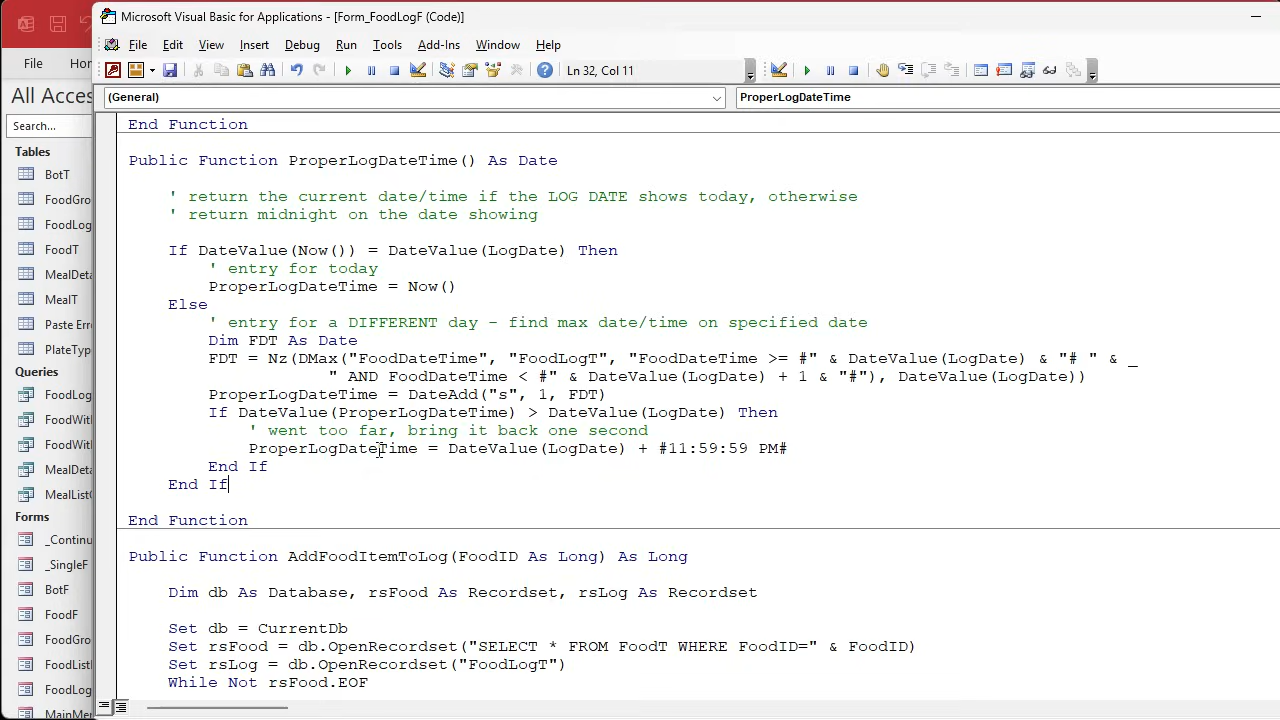 Microsoft Visual Basic for Applications - [Form_FoodLogF (Code)]
File Edit View Insert Debug Run Tools Add-Ins Window Help
Ln 32, Col 11
(General)
ProperLogDateTime
File
All Acces
Search...
Tables
BotT
FoodGro
FoodLog
FoodT
MealDeta
MealT
Paste Erro
PlateType
Queries
FoodLog
FoodWit
FoodWit
MealDeta
MealListQ
Forms
_Continu
_SingleF
BotF
FoodF
FoodGro
FoodListI
FoodLog
MainMen
End Function
Public Function ProperLogDateTime() As Date
' return the current date/time if the LOG DATE shows today, otherwise
' return midnight on the date showing
If DateValue(Now()) = DateValue(LogDate) Then
' entry for today
ProperLogDateTime = Now()
Else
' entry for a DIFFERENT day - find max date/time on specified date
Dim FDT As Date
FDT = Nz(DMax("FoodDateTime", "FoodLogT", "FoodDateTime >= #" & DateValue(LogDate) & "# " & _
" AND FoodDateTime < #" & DateValue(LogDate) + 1 & "#"), DateValue(LogDate))
ProperLogDateTime = DateAdd("s", 1, FDT)
If DateValue(ProperLogDateTime) > DateValue(LogDate) Then
' went too far, bring it back one second
ProperLogDateTime = DateValue(LogDate) + #11:59:59 PM#
End If
End If
End Function
Public Function AddFoodItemToLog(FoodID As Long) As Long
Dim db As Database, rsFood As Recordset, rsLog As Recordset
Set db = CurrentDb
Set rsFood = db.OpenRecordset("SELECT * FROM FoodT WHERE FoodID=" & FoodID)
Set rsLog = db.OpenRecordset("FoodLogT")
While Not rsFood.EOF